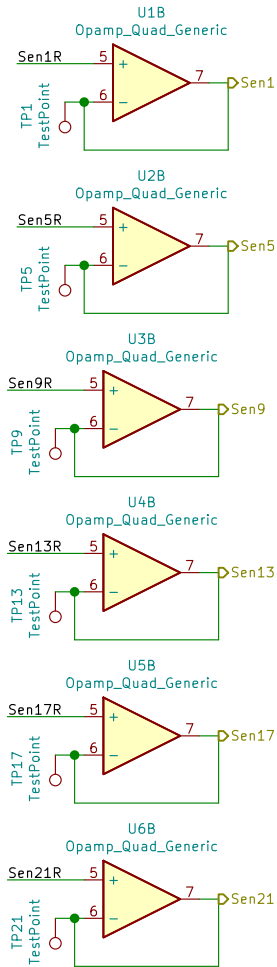 U1B
Opamp_Quad_Generic
Sen1R
5
+
7
Sen1
6
−
TP1
TestPoint
U2B
Opamp_Quad_Generic
Sen5R
5
+
7
Sen5
6
−
TP5
TestPoint
U3B
Opamp_Quad_Generic
Sen9R
5
+
7
Sen9
6
−
TP9
TestPoint
U4B
Opamp_Quad_Generic
Sen13R
5
+
7
Sen13
6
−
TP13
TestPoint
U5B
Opamp_Quad_Generic
Sen17R
5
+
7
Sen17
6
−
TP17
TestPoint
U6B
Opamp_Quad_Generic
Sen21R
5
+
7
Sen21
6
−
TP21
TestPoint